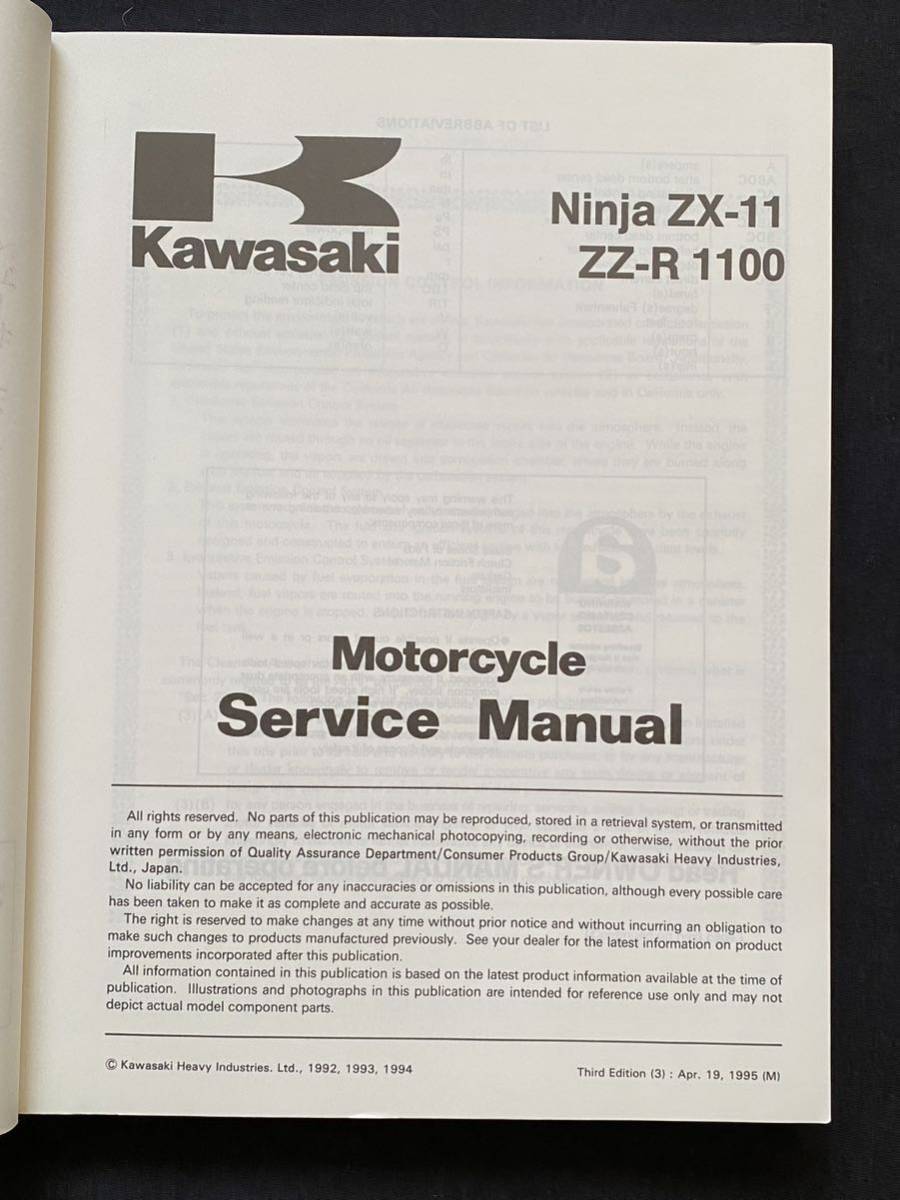 Kawasaki
Ninja ZX-11
ZZ-R 1100
Motorcycle
Service Manual
All rights reserved. No parts of this publication may be reproduced, stored in a retrieval system, or transmitted
in any form or by any means, electronic mechanical photocopying, recording or otherwise, without the prior
written permission of Quality Assurance Department/Consumer Products Group/Kawasaki Heavy Industries,
Ltd., Japan.
No liability can be accepted for any inaccuracies or omissions in this publication, although every possible care
has been taken to make it as complete and accurate as possible.
The right is reserved to make changes at any time without prior notice and without incurring an obligation to
make such changes to products manufactured previously. See your dealer for the latest information on product
improvements incorporated after this publication.
All information contained in this publication is based on the latest product information available at the time of
publication. Illustrations and photographs in this publication are intended for reference use only and may not
depict actual model component parts.
© Kawasaki Heavy Industries. Ltd., 1992, 1993, 1994
Third Edition (3) : Apr. 19, 1995 (M)